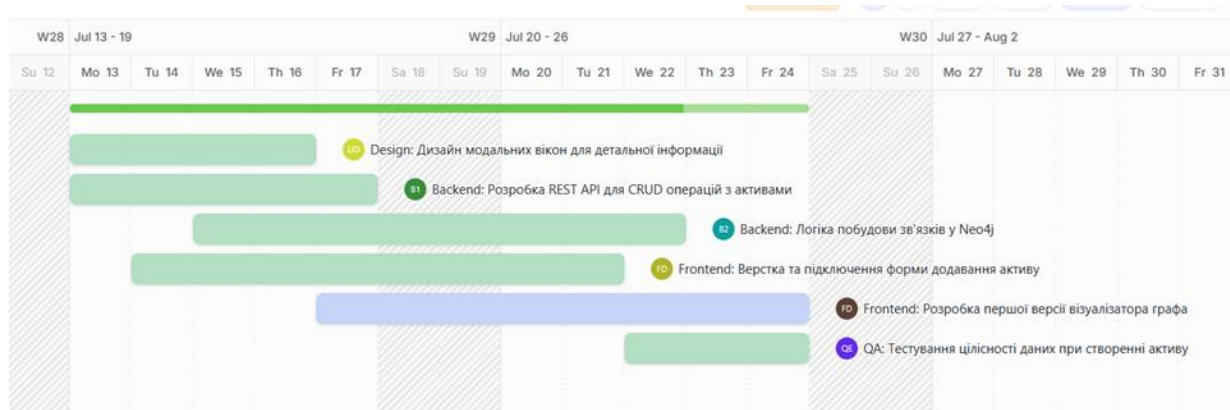 W28 Jul 13 - 19 W29 Jul 20 - 26 W30 Jul 27 - Aug 2
Su 12 Mo 13 Tu 14 We 15 Th 16 Fr 17 Sa 18 Su 19 Mo 20 Tu 21 We 22 Th 23 Fr 24 Sa 25 Su 26 Mo 27 Tu 28 We 29 Th 30 Fr 31
Design: Дизайн модальних вікон для детальної інформації
B1 Backend: Розробка REST API для CRUD операцій з активами
B2 Backend: Логіка побудови зв'язків у Neo4j
FD Frontend: Верстка та підключення форми додавання активу
FD Frontend: Розробка першої версії візуалізатора графа
QE QA: Тестування цілісності даних при створенні активу